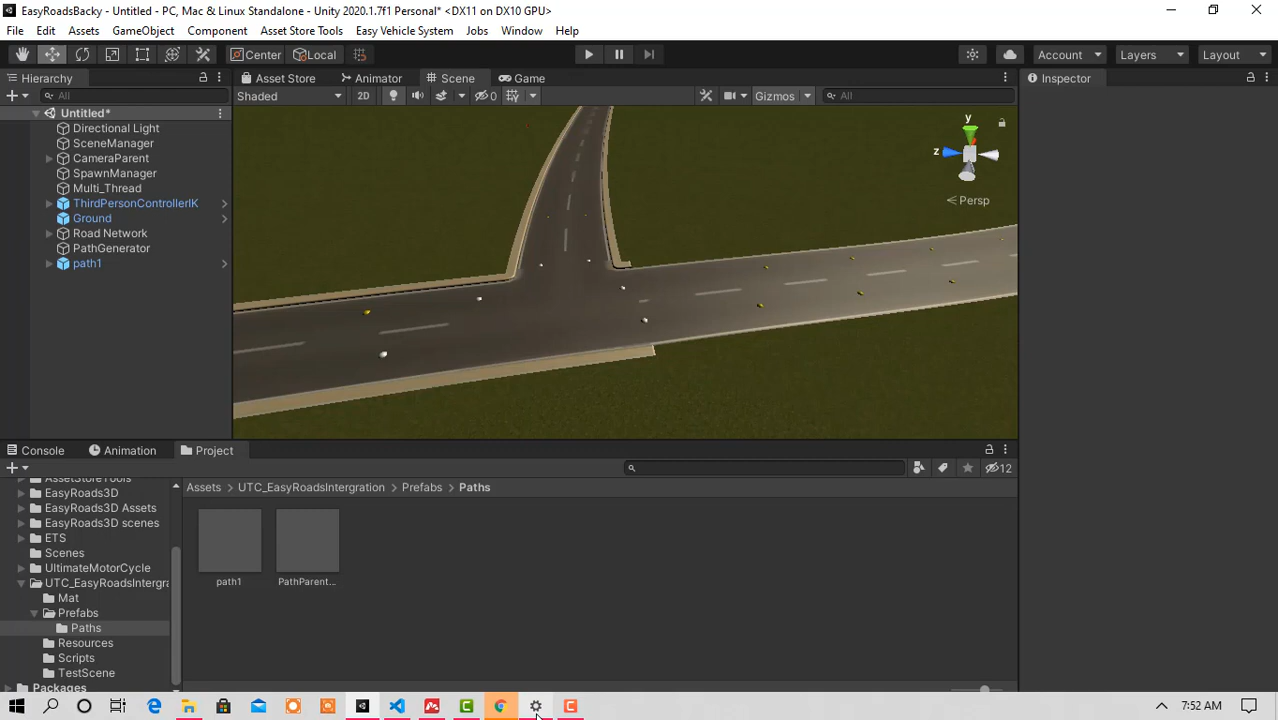 EasyRoadsBacky - Untitled - PC, Mac & Linux Standalone - Unity 2020.1.7f1 Personal* <DX11 on DX10 GPU>
File Edit Assets GameObject Component Asset Store Tools Easy Vehicle System Jobs Window Help
Center Local Account Layers Layout
Hierarchy Asset Store Animator Scene Game Inspector
All Shaded 2D 0 Gizmos All
Untitled*
Directional Light
SceneManager
CameraParent
SpawnManager
Multi_Thread
ThirdPersonControllerIK
Ground
Road Network
PathGenerator
path1
y
z
Persp
Console Animation Project
12
AssetStoreTools
EasyRoads3D
EasyRoads3D Assets
EasyRoads3D scenes
ETS
Scenes
UltimateMotorCycle
UTC_EasyRoadsIntergra
Mat
Prefabs
Paths
Resources
Scripts
TestScene
Packages
Assets > UTC_EasyRoadsIntergration > Prefabs > Paths
path1 PathParent...
7:52 AM